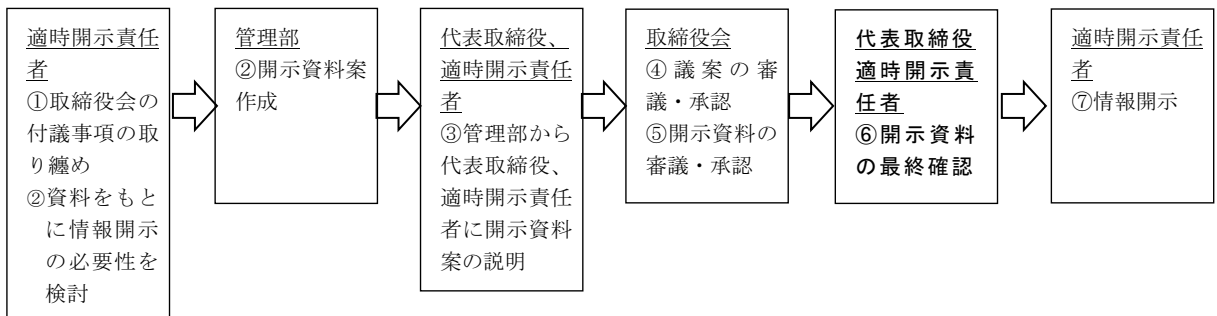 適時開示責任
者
①取締役会の
付議事項の取
り纏め
②資料をもと
に情報開示
の必要性を
検討
管理部
②開示資料案
作成
代表取締役、
適時開示責任
者
③管理部から
代表取締役、
適時開示責任
者に開示資料
案の説明
取締役会
④議案の審
議・承認
⑤開示資料の
審議・承認
代表取締役
適時開示責
任者
⑥開示資料
の最終確認
適時開示責任
者
⑦情報開示